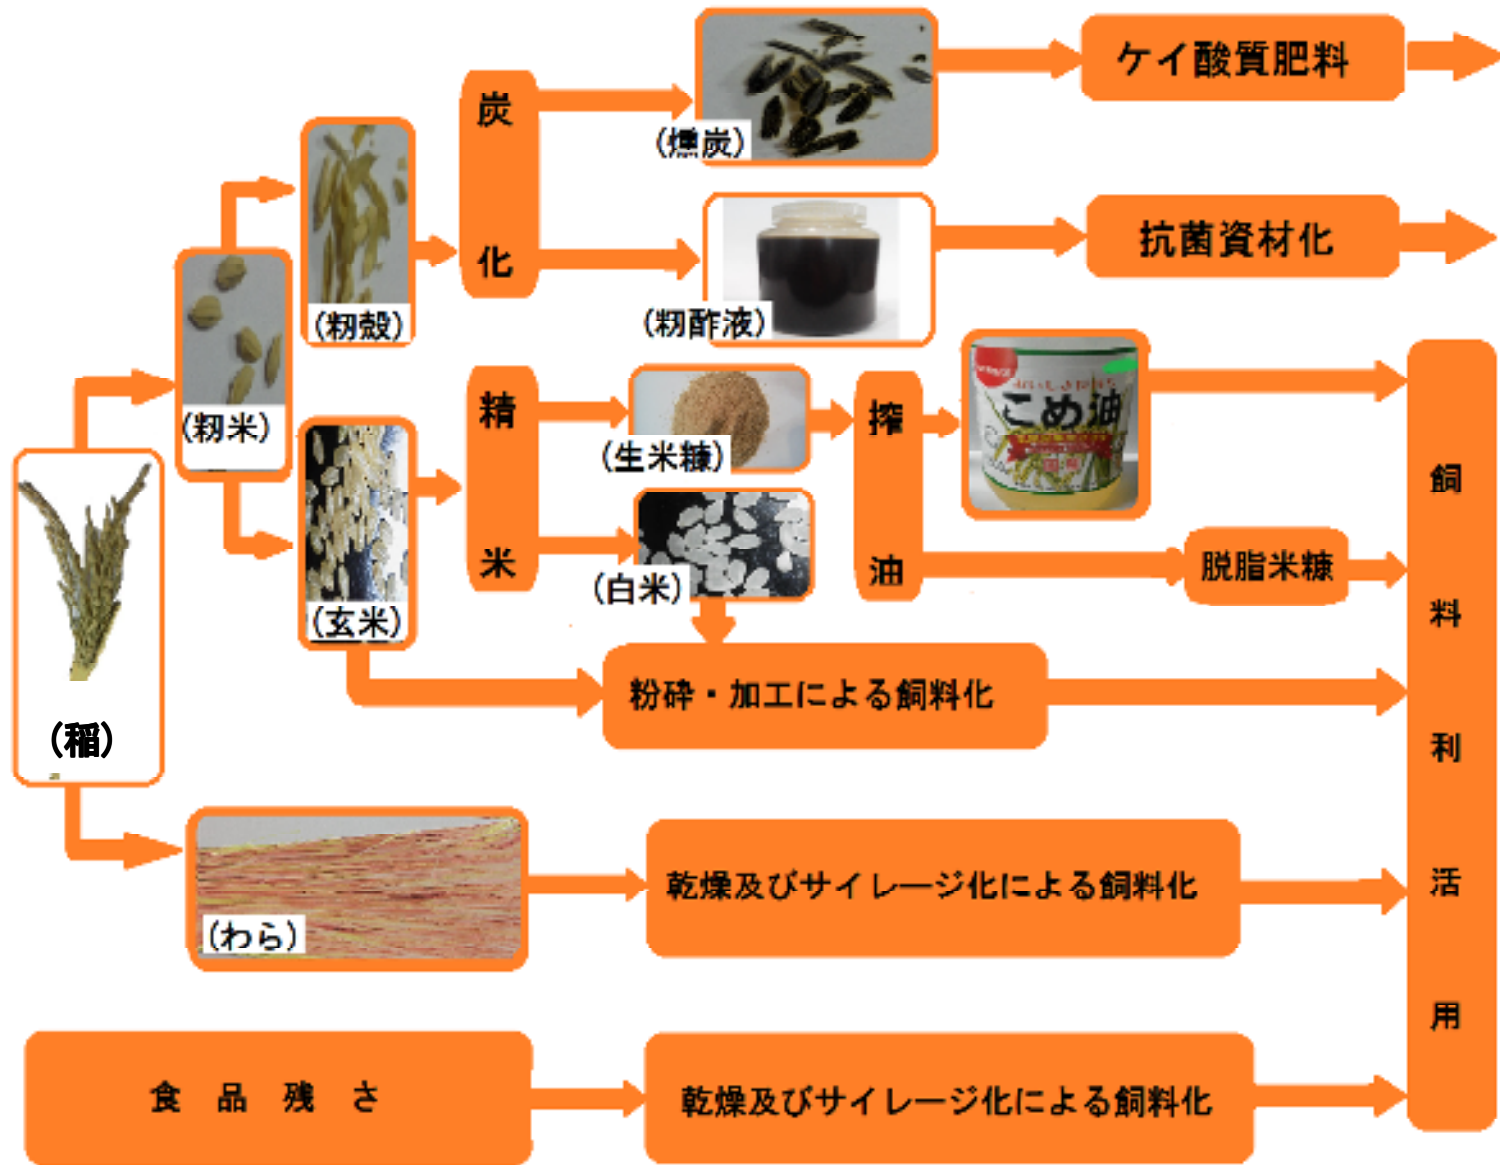 炭化
(燻炭)
ケイ酸質肥料
(籾殻)
(籾酢液)
抗菌資材化
(籾米)
精米
(生米糠)
搾油
こめ油
(玄米)
(白米)
脱脂米糠
粉砕・加工による飼料化
(稲)
(わら)
乾燥及びサイレージ化による飼料化
食品残さ
乾燥及びサイレージ化による飼料化
飼料利活用